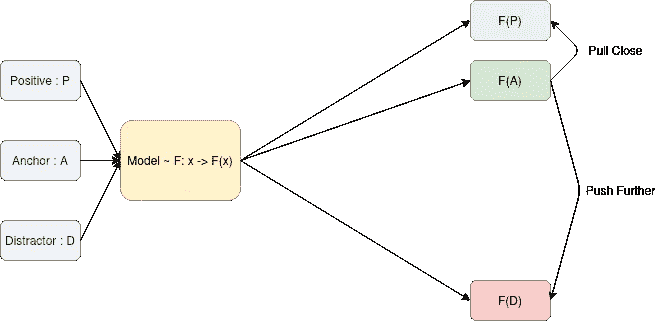 Positive : P
Anchor : A
Distractor : D
Model ~ F: x -> F(x)
F(P)
F(A)
F(D)
Pull Close
Push Further